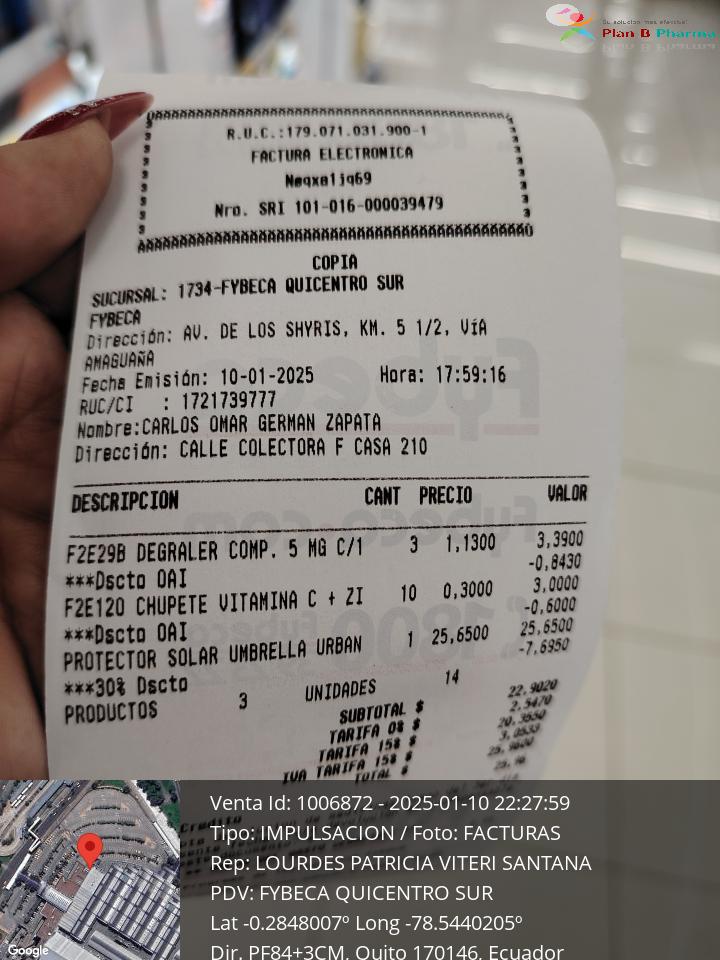 Su solución más efectiva!
Plan B Pharma
R.U.C.:179.071.031.900-1
FACTURA ELECTRONICA
Nro. SRI 101-016-000039479
COPIA
SUCURSAL: 1734-FYBECA QUICENTRO SUR
FYBECA
Dirección: AV. DE LOS SHYRIS, KM. 5 1/2, VíA
AMAGUAÑA
Fecha Emisión: 10-01-2025 Hora: 17:59:16
RUC/CI : 1721739777
Nombre:CARLOS OMAR GERMAN ZAPATA
Dirección: CALLE COLECTORA F CASA 210
DESCRIPCION CANT PRECIO VALOR
F2E29B DEGRALER COMP. 5 MG C/1 3 1,1300 3,3900
***Dscto OAI -0,8430
F2E120 CHUPETE VITAMINA C + ZI 10 0,3000 3,0000
***Dscto OAI -0,6000
PROTECTOR SOLAR UMBRELLA URBAN 1 25,6500 25,6500
***30% Dscto -7,6950
PRODUCTOS 3 UNIDADES 14
SUBTOTAL $ 22.9020
TARIFA 0% $ 2.5470
TARIFA 15% $ 20.3550
IVA TARIFA 15% $ 3,0533
TOTAL $
Venta Id: 1006872 - 2025-01-10 22:27:59
Tipo: IMPULSACION / Foto: FACTURAS
Rep: LOURDES PATRICIA VITERI SANTANA
PDV: FYBECA QUICENTRO SUR
Lat -0.2848007º Long -78.5440205º
Dir. PF84+3CM, Quito 170146, Ecuador
Google